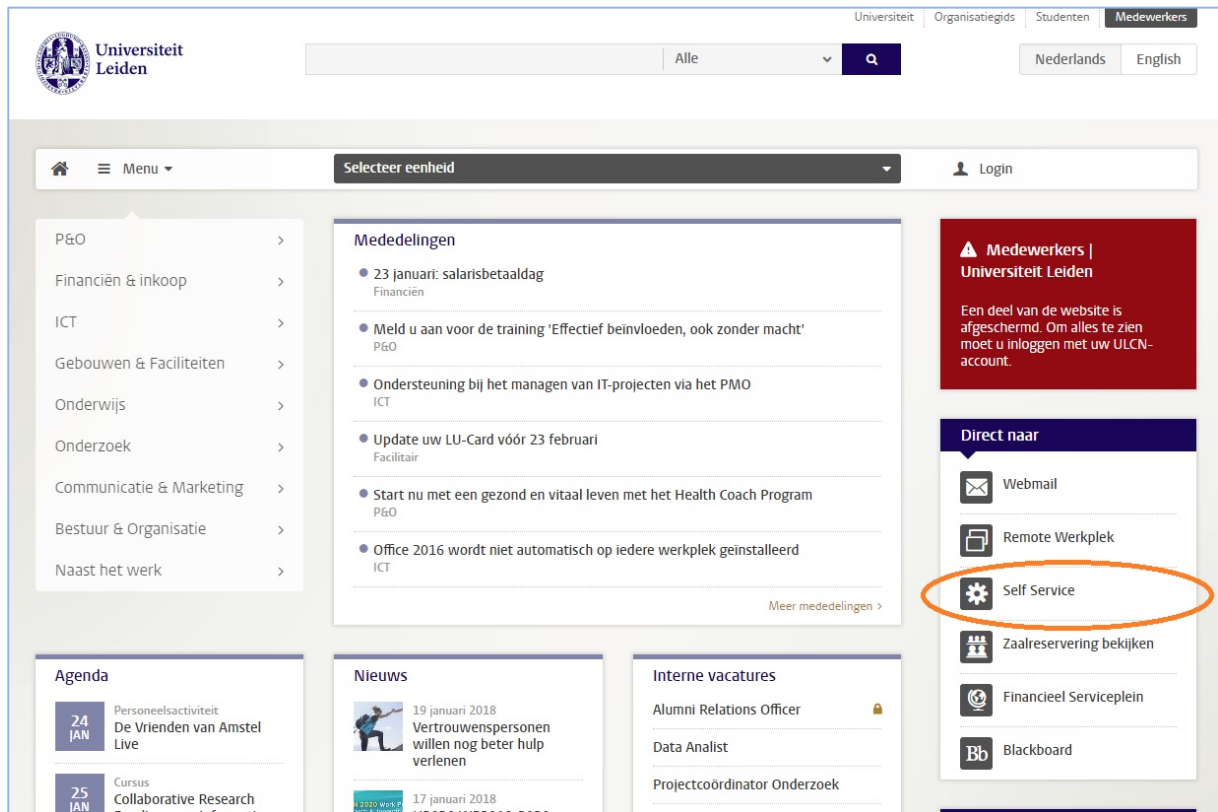 Universiteit
Organisatiegids
Studenten
Medewerkers
Universiteit
Leiden
Alle
Nederlands
English
Menu
Selecteer eenheid
Login
P&O
Financiën & inkoop
ICT
Gebouwen & Faciliteiten
Onderwijs
Onderzoek
Communicatie & Marketing
Bestuur & Organisatie
Naast het werk
Mededelingen
23 januari: salarisbetaaldag
Financiën
Meld u aan voor de training 'Effectief beïnvloeden, ook zonder macht'
P&O
Ondersteuning bij het managen van IT-projecten via het PMO
ICT
Update uw LU-Card vóór 23 februari
Facilitair
Start nu met een gezond en vitaal leven met het Health Coach Program
P&O
Office 2016 wordt niet automatisch op iedere werkplek geïnstalleerd
ICT
Meer mededelingen >
Medewerkers |
Universiteit Leiden
Een deel van de website is
afgeschermd. Om alles te zien
moet u inloggen met uw ULCN-
account.
Direct naar
Webmail
Remote Werkplek
Self Service
Zaalreservering bekijken
Financieel Serviceplein
Bb Blackboard
Agenda
24
JAN
Personeelsactiviteit
De Vrienden van Amstel
Live
25
JAN
Cursus
Collaborative Research
Nieuws
19 januari 2018
Vertrouwenspersonen
willen nog beter hulp
verlenen
17 januari 2018
Interne vacatures
Alumni Relations Officer
Data Analist
Projectcoördinator Onderzoek